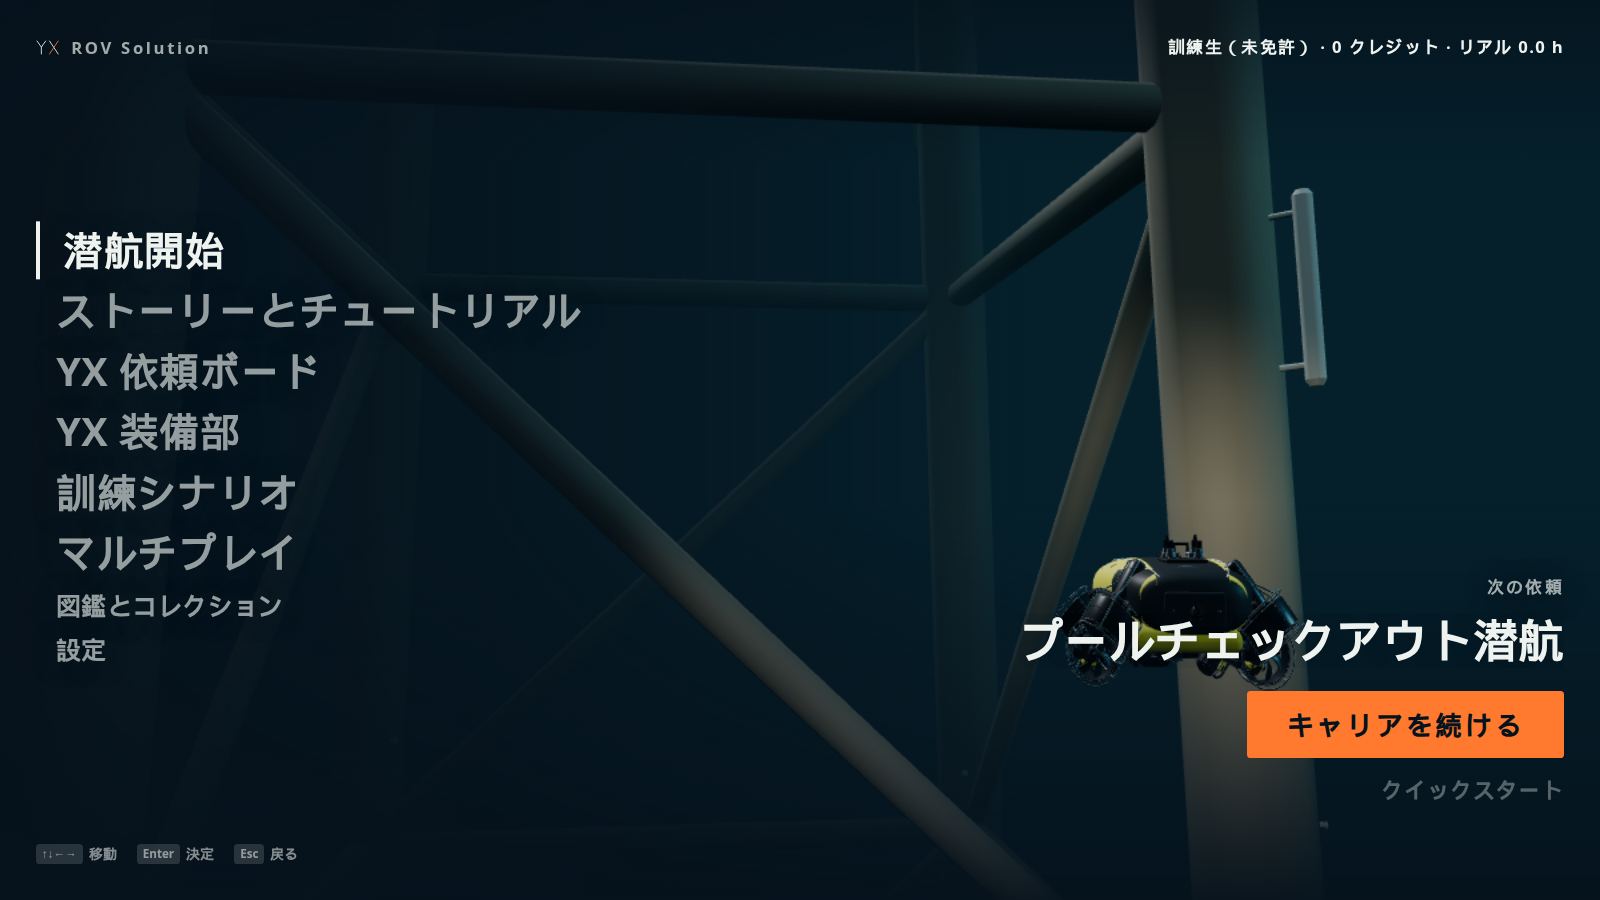 YX ROV Solution
訓練生（未免許）· 0 クレジット · リアル 0.0 h
潜航開始
ストーリーとチュートリアル
YX 依頼ボード
YX 装備部
訓練シナリオ
マルチプレイ
図鑑とコレクション
設定
次の依頼
プールチェックアウト潜航
キャリアを続ける
クイックスタート
↑↓←→ 移動 Enter 決定 Esc 戻る